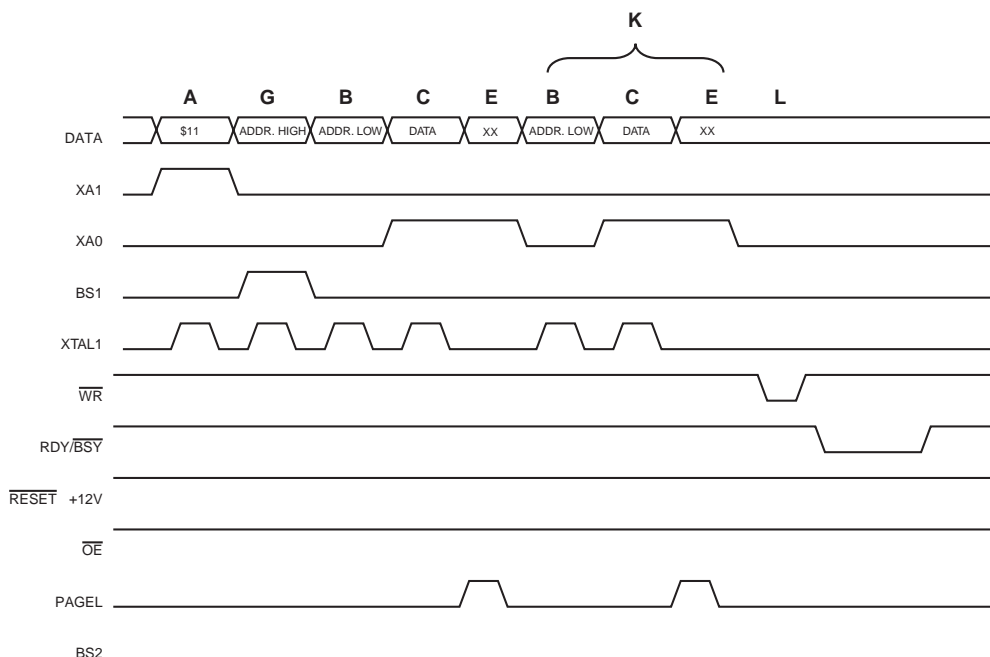 K
A G B C E B C E L
DATA $11 ADDR. HIGH ADDR. LOW DATA XX ADDR. LOW DATA XX
XA1
XA0
BS1
XTAL1
WR
RDY/BSY
RESET +12V
OE
PAGEL
BS2